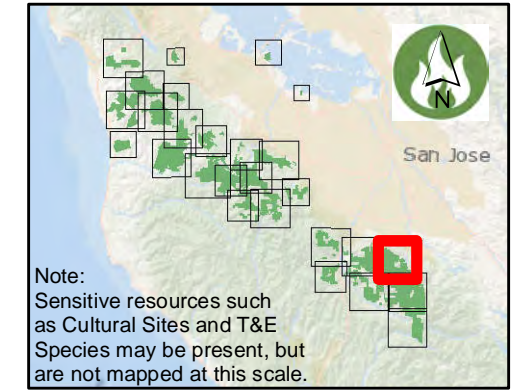 N
San Jose
Note:
Sensitive resources such
as Cultural Sites and T&E
Species may be present, but
are not mapped at this scale.